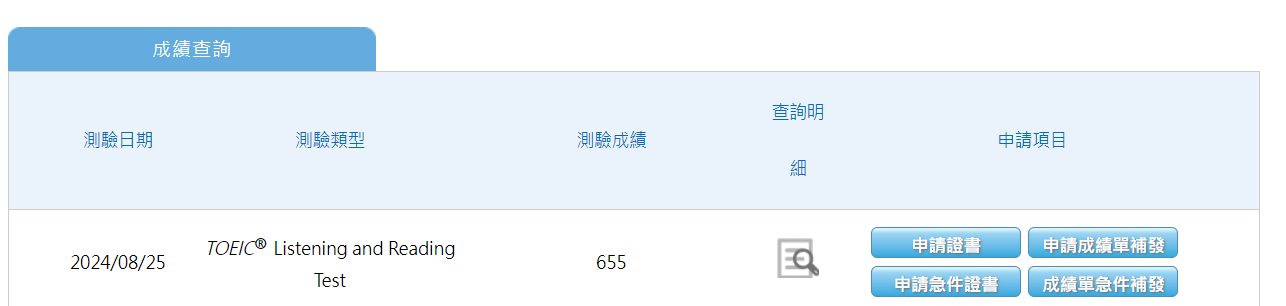 成績查詢
測驗日期
測驗類型
測驗成績
查詢明
細
申請項目
2024/08/25
TOEIC® Listening and Reading
Test
655
申請證書
申請成績單補發
申請急件證書
成績單急件補發